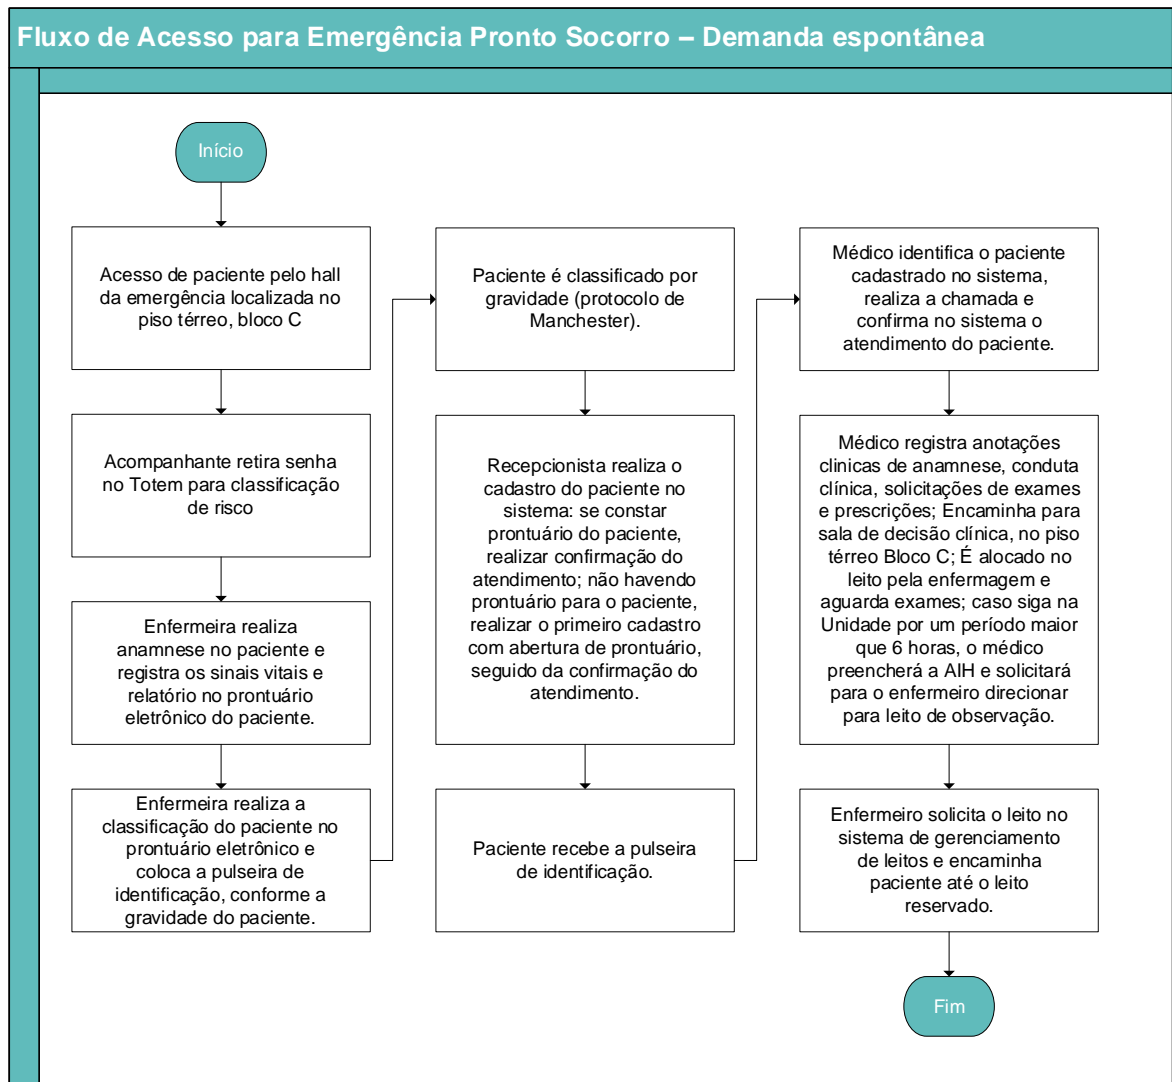 Fluxo de Acesso para Emergência Pronto Socorro – Demanda espontânea
Início
Acesso de paciente pelo hall
da emergência localizada no
piso térreo, bloco C
Acompanhante retira senha
no Totem para classificação
de risco
Enfermeira realiza
anamnese no paciente e
registra os sinais vitais e
relatório no prontuário
eletrônico do paciente.
Enfermeira realiza a
classificação do paciente no
prontuário eletrônico e
coloca a pulseira de
identificação, conforme a
gravidade do paciente.
Paciente é classificado por
gravidade (protocolo de
Manchester).
Recepcionista realiza o
cadastro do paciente no
sistema: se constar
prontuário do paciente,
realizar confirmação do
atendimento; não havendo
prontuário para o paciente,
realizar o primeiro cadastro
com abertura de prontuário,
seguido da confirmação do
atendimento.
Paciente recebe a pulseira
de identificação.
Médico identifica o paciente
cadastrado no sistema,
realiza a chamada e
confirma no sistema o
atendimento do paciente.
Médico registra anotações
clinicas de anamnese, conduta
clínica, solicitações de exames
e prescrições; Encaminha para
sala de decisão clínica, no piso
térreo Bloco C; É alocado no
leito pela enfermagem e
aguarda exames; caso siga na
Unidade por um período maior
que 6 horas, o médico
preencherá a AIH e solicitará
para o enfermeiro direcionar
para leito de observação.
Enfermeiro solicita o leito no
sistema de gerenciamento
de leitos e encaminha
paciente até o leito
reservado.
Fim